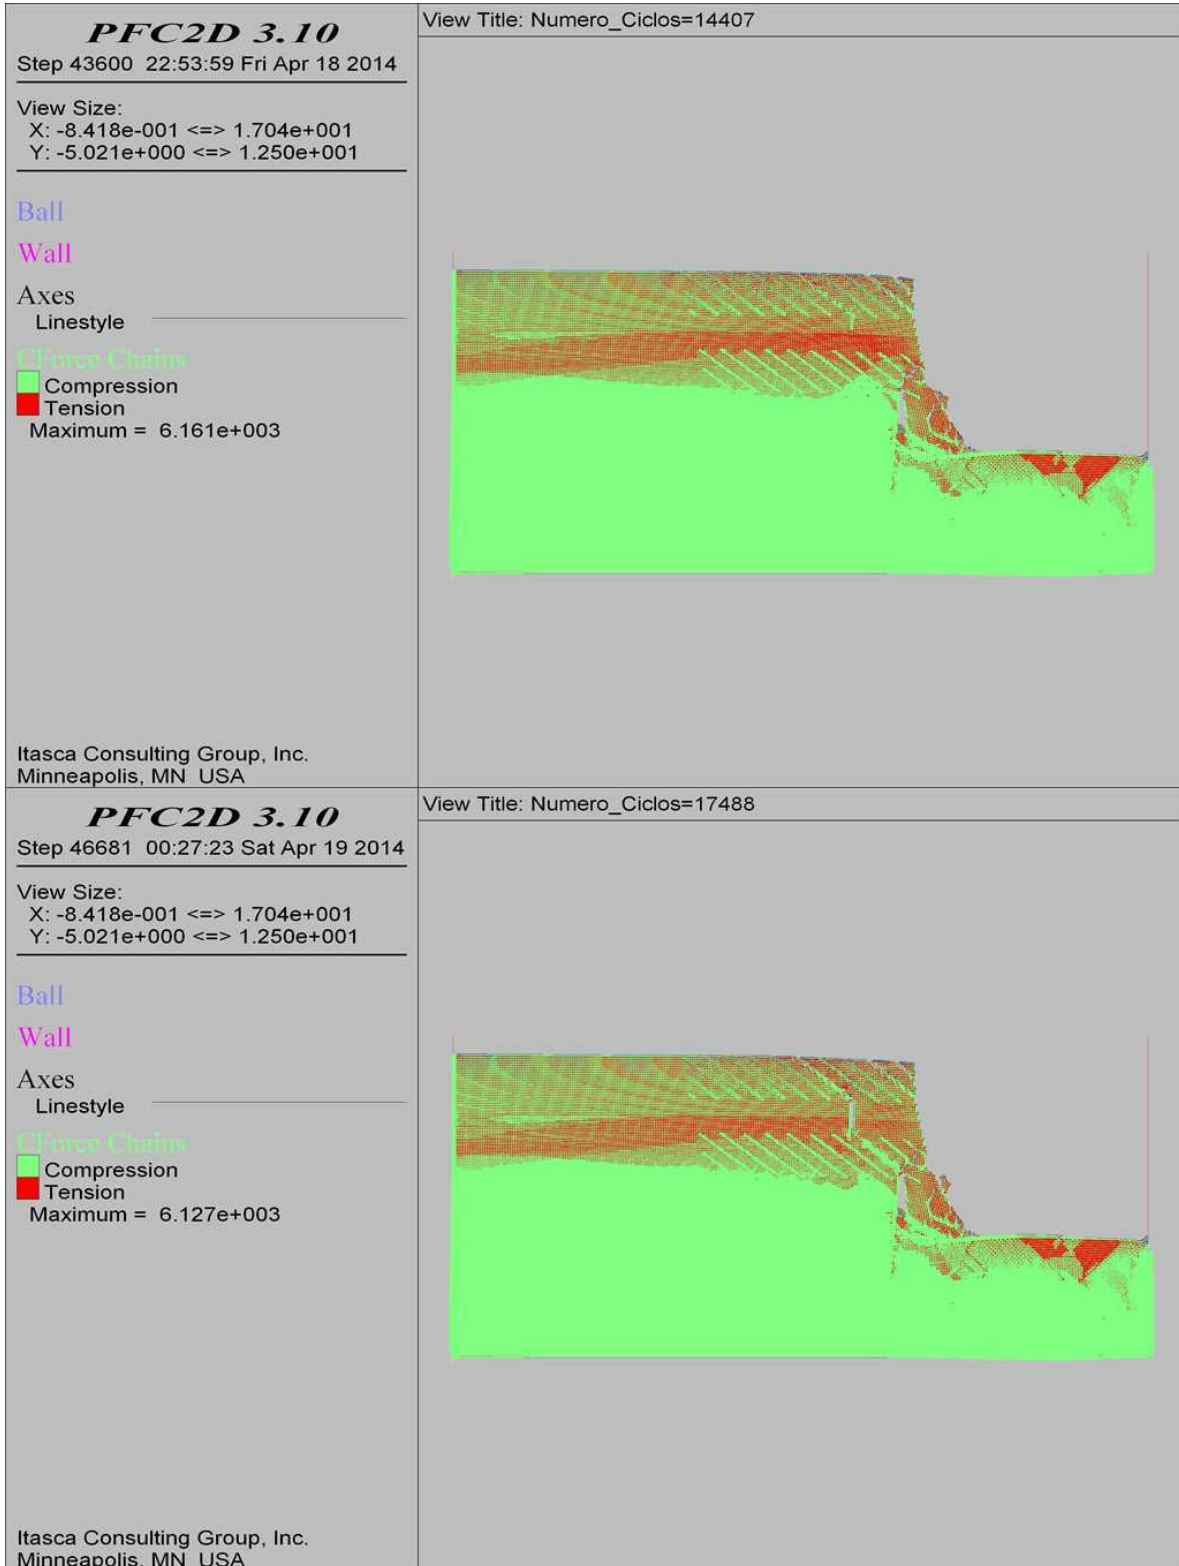 PFC2D 3.10
Step 43600 22:53:59 Fri Apr 18 2014
View Size:
X: -8.418e-001 <=> 1.704e+001
Y: -5.021e+000 <=> 1.250e+001
Ball
Wall
Axes
Linestyle
CForce Chains
Compression
Tension
Maximum = 6.161e+003
Itasca Consulting Group, Inc.
Minneapolis, MN USA
View Title: Numero_Ciclos=14407
PFC2D 3.10
Step 46681 00:27:23 Sat Apr 19 2014
View Size:
X: -8.418e-001 <=> 1.704e+001
Y: -5.021e+000 <=> 1.250e+001
Ball
Wall
Axes
Linestyle
CForce Chains
Compression
Tension
Maximum = 6.127e+003
Itasca Consulting Group, Inc.
Minneapolis, MN USA
View Title: Numero_Ciclos=17488